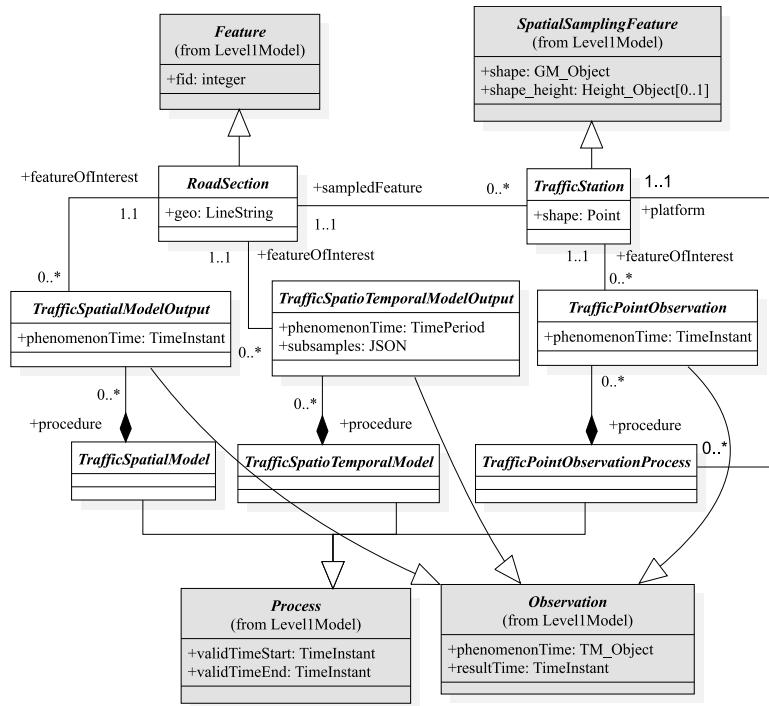 Feature
(from Level1Model)
+fid: integer
SpatialSamplingFeature
(from Level1Model)
+shape: GM_Object
+shape_height: Height_Object[0..1]
+featureOfInterest
RoadSection
+geo: LineString
+sampledFeature
0..*
TrafficStation
+shape: Point
1..1
+platform
1.1
1..1
1..1
+featureOfInterest
1..1
+featureOfInterest
0..*
0..*
TrafficSpatialModelOutput
+phenomenonTime: TimeInstant
TrafficSpatioTemporalModelOutput
+phenomenonTime: TimePeriod
+subsamples: JSON
0..*
TrafficPointObservation
+phenomenonTime: TimeInstant
0..*
+procedure
0..*
+procedure
0..*
+procedure
TrafficSpatialModel
TrafficSpatioTemporalModel
TrafficPointObservationProcess
0..*
Process
(from Level1Model)
+validTimeStart: TimeInstant
+validTimeEnd: TimeInstant
Observation
(from Level1Model)
+phenomenonTime: TM_Object
+resultTime: TimeInstant